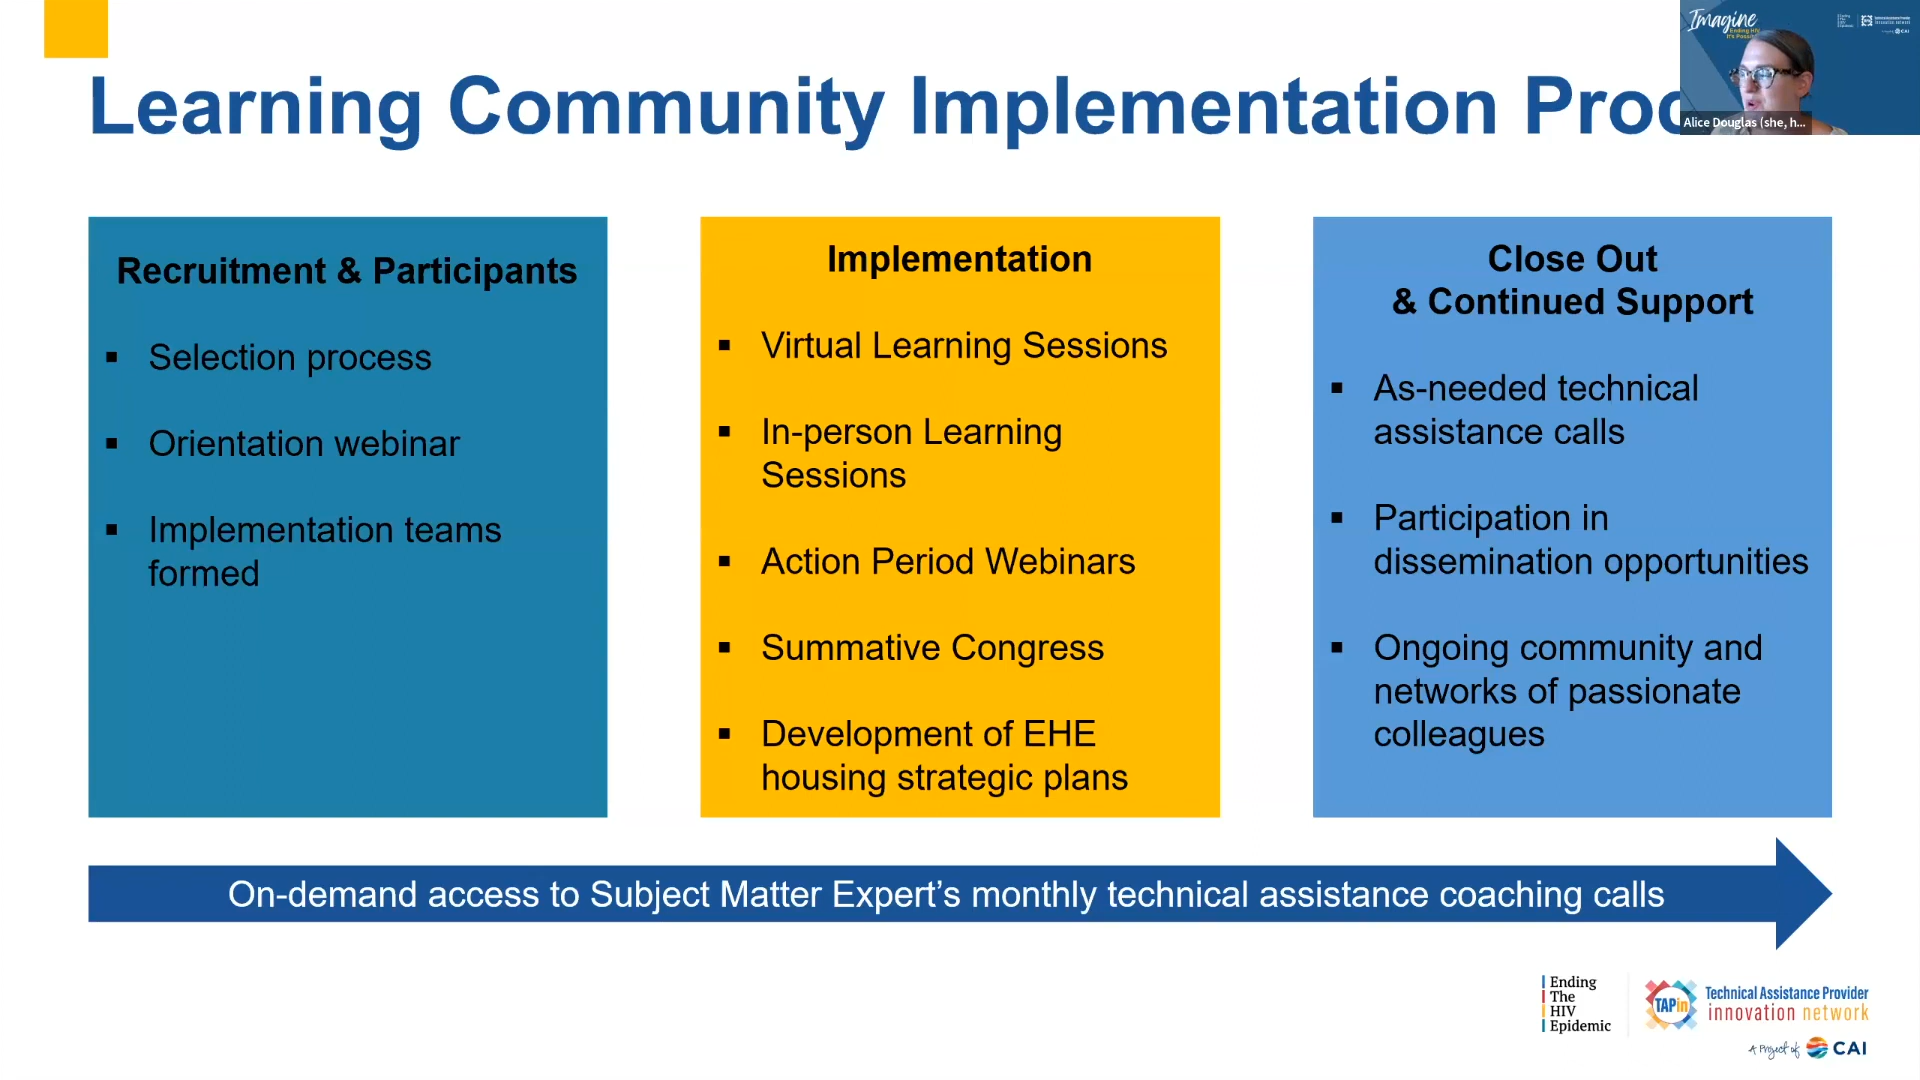 Learning Community Implementation Proc
Imagine
Ending HIV
Alice Douglas (she, h...
Recruitment & Participants
▪ Selection process
▪ Orientation webinar
▪ Implementation teams
formed
Implementation
▪ Virtual Learning Sessions
▪ In-person Learning
Sessions
▪ Action Period Webinars
▪ Summative Congress
▪ Development of EHE
housing strategic plans
Close Out
& Continued Support
▪ As-needed technical
assistance calls
▪ Participation in
dissemination opportunities
▪ Ongoing community and
networks of passionate
colleagues
On-demand access to Subject Matter Expert’s monthly technical assistance coaching calls
Ending
The
HIV
Epidemic
TAPin
Technical Assistance Provider
innovation network
A Project of CAI